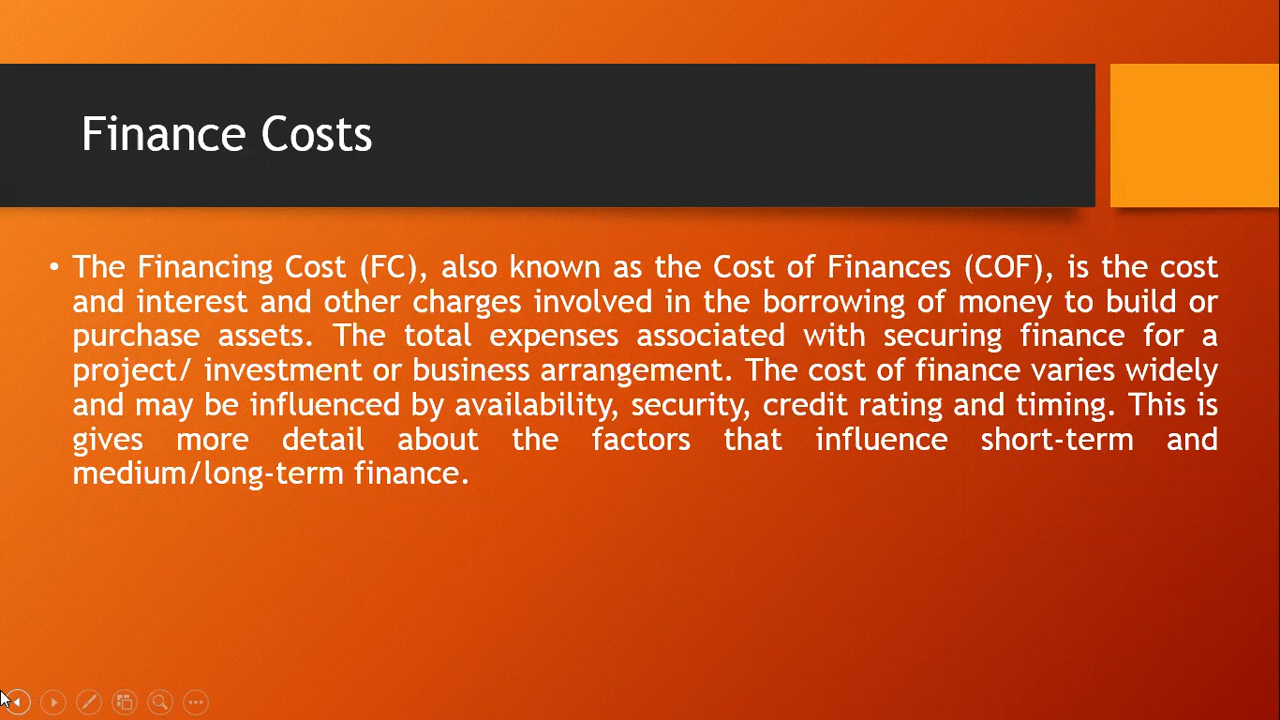 Finance Costs
• The Financing Cost (FC), also known as the Cost of Finances (COF), is the cost
and interest and other charges involved in the borrowing of money to build or
purchase assets. The total expenses associated with securing finance for a
project/ investment or business arrangement. The cost of finance varies widely
and may be influenced by availability, security, credit rating and timing. This is
gives more detail about the factors that influence short-term and
medium/long-term finance.